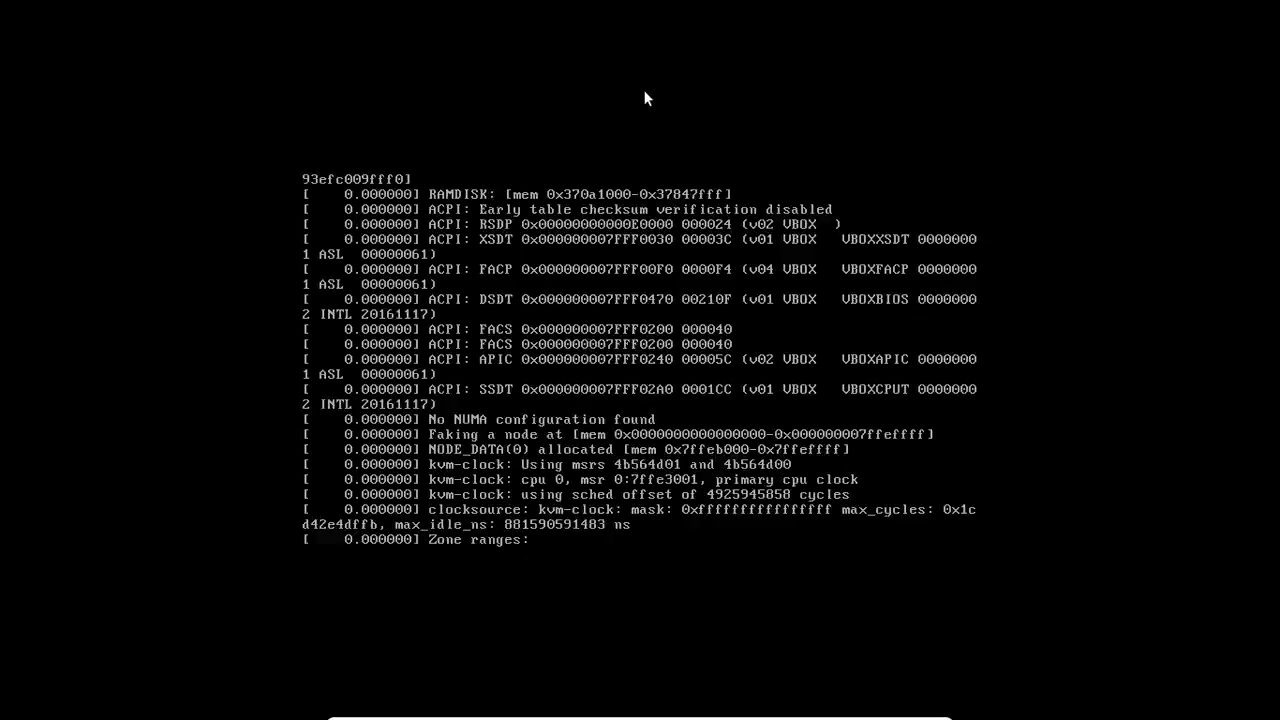 93efc009fff0]
[    0.000000] RAMDISK: [mem 0x370a1000-0x37847fff]
[    0.000000] ACPI: Early table checksum verification disabled
[    0.000000] ACPI: RSDP 0x00000000000E0000 000024 (v02 VBOX  )
[    0.000000] ACPI: XSDT 0x000000007FFF0030 00003C (v01 VBOX   VBOXXSDT 0000000
1 ASL  00000061)
[    0.000000] ACPI: FACP 0x000000007FFF00F0 0000F4 (v04 VBOX   VBOXFACP 0000000
1 ASL  00000061)
[    0.000000] ACPI: DSDT 0x000000007FFF0470 00210F (v01 VBOX   VBOXBIOS 0000000
2 INTL 20161117)
[    0.000000] ACPI: FACS 0x000000007FFF0200 000040
[    0.000000] ACPI: FACS 0x000000007FFF0200 000040
[    0.000000] ACPI: APIC 0x000000007FFF0240 00005C (v02 VBOX   VBOXAPIC 0000000
1 ASL  00000061)
[    0.000000] ACPI: SSDT 0x000000007FFF02A0 0001CC (v01 VBOX   VBOXCPUT 0000000
2 INTL 20161117)
[    0.000000] No NUMA configuration found
[    0.000000] Faking a node at [mem 0x0000000000000000-0x000000007ffeffff]
[    0.000000] NODE_DATA(0) allocated [mem 0x7ffeb000-0x7ffeffff]
[    0.000000] kvm-clock: Using msrs 4b564d01 and 4b564d00
[    0.000000] kvm-clock: cpu 0, msr 0:7ffe3001, primary cpu clock
[    0.000000] kvm-clock: using sched offset of 4925945858 cycles
[    0.000000] clocksource: kvm-clock: mask: 0xffffffffffffffff max_cycles: 0x1c
d42e4dffb, max_idle_ns: 881590591483 ns
[    0.000000] Zone ranges: